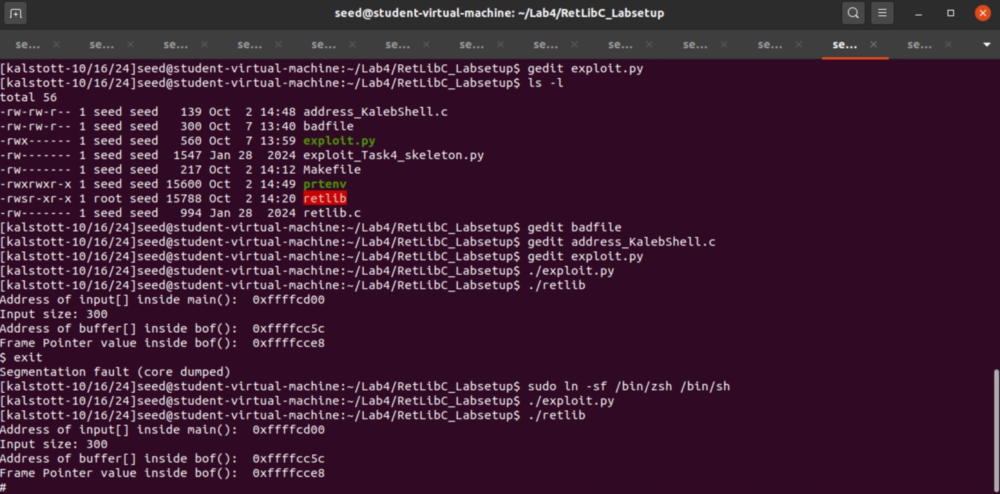 seed@student-virtual-machine: ~/Lab4/RetLibC_Labsetup
se... se... se... se... se... se... se... se... se... se... se... se... se...
[kalstott-10/16/24]seed@student-virtual-machine:~/Lab4/RetLibC_Labsetup$ gedit exploit.py
[kalstott-10/16/24]seed@student-virtual-machine:~/Lab4/RetLibC_Labsetup$ ls -l
total 56
-rw-rw-r-- 1 seed seed   139 Oct  2 14:48 address_KalebShell.c
-rw-rw-r-- 1 seed seed   300 Oct  7 13:40 badfile
-rwx------ 1 seed seed   560 Oct  7 13:59 exploit.py
-rw------- 1 seed seed  1547 Jan 28  2024 exploit_Task4_skeleton.py
-rw------- 1 seed seed   217 Oct  2 14:12 Makefile
-rwxrwxr-x 1 seed seed 15600 Oct  2 14:49 prtenv
-rwsr-xr-x 1 root seed 15788 Oct  2 14:20 retlib
-rw------- 1 seed seed   994 Jan 28  2024 retlib.c
[kalstott-10/16/24]seed@student-virtual-machine:~/Lab4/RetLibC_Labsetup$ gedit badfile
[kalstott-10/16/24]seed@student-virtual-machine:~/Lab4/RetLibC_Labsetup$ gedit address_KalebShell.c
[kalstott-10/16/24]seed@student-virtual-machine:~/Lab4/RetLibC_Labsetup$ gedit exploit.py
[kalstott-10/16/24]seed@student-virtual-machine:~/Lab4/RetLibC_Labsetup$ ./exploit.py
[kalstott-10/16/24]seed@student-virtual-machine:~/Lab4/RetLibC_Labsetup$ ./retlib
Address of input[] inside main():  0xffffcd00
Input size: 300
Address of buffer[] inside bof():  0xffffcc5c
Frame Pointer value inside bof():  0xffffcce8
$ exit
Segmentation fault (core dumped)
[kalstott-10/16/24]seed@student-virtual-machine:~/Lab4/RetLibC_Labsetup$ sudo ln -sf /bin/zsh /bin/sh
[kalstott-10/16/24]seed@student-virtual-machine:~/Lab4/RetLibC_Labsetup$ ./exploit.py
[kalstott-10/16/24]seed@student-virtual-machine:~/Lab4/RetLibC_Labsetup$ ./retlib
Address of input[] inside main():  0xffffcd00
Input size: 300
Address of buffer[] inside bof():  0xffffcc5c
Frame Pointer value inside bof():  0xffffcce8
#